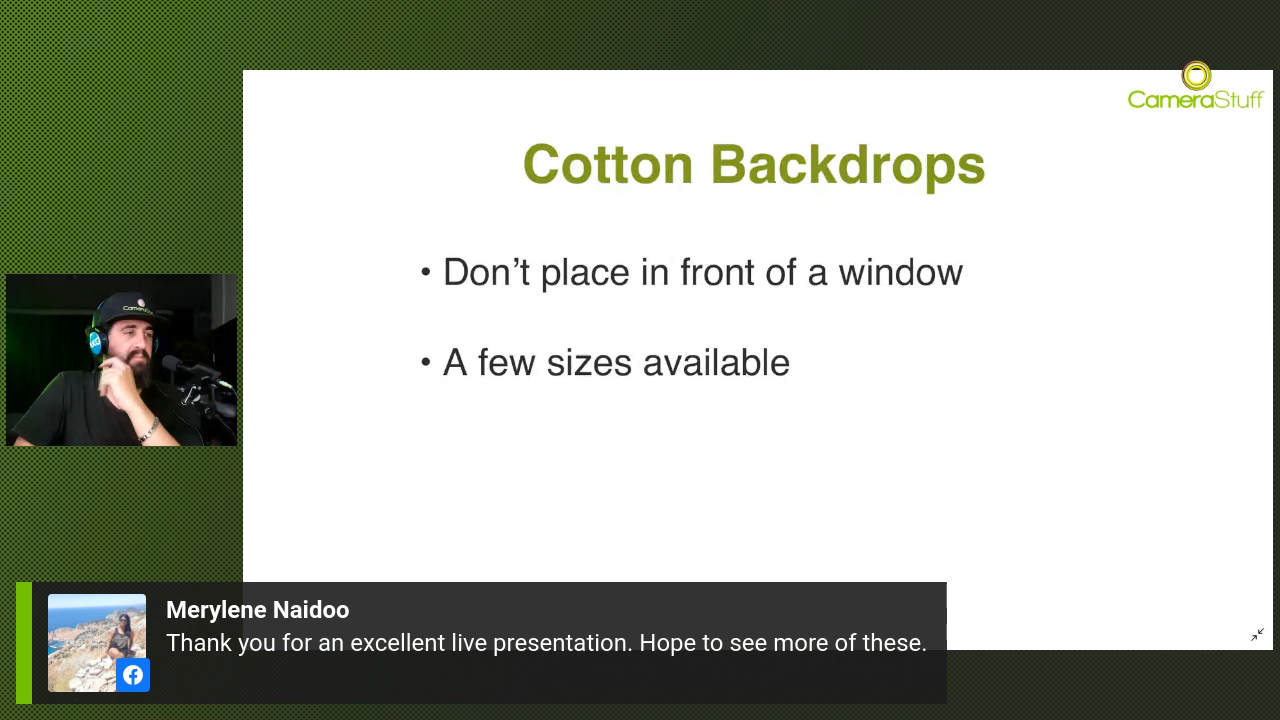 CameraStuff
Cotton Backdrops
• Don’t place in front of a window
• A few sizes available
Merylene Naidoo
Thank you for an excellent live presentation. Hope to see more of these.